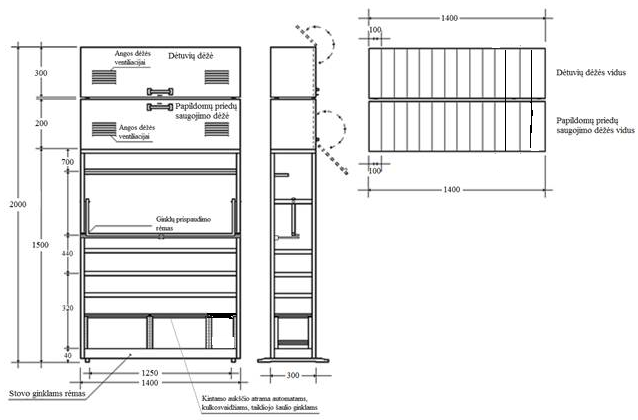 1400
100
Angos dėžės
ventiliacijai
Dėtuvių dėžė
Dėtuvių dėžės vidus
300
Papildomų priedų
saugojimo dėžė
Angos dėžės
ventiliacijai
200
Papildomų priedų
saugojimo dėžės vidus
700
100
1400
2000
1500
Ginklų prispaudimo
rėmas
440
320
40
1250
1400
300
Stovo ginklams rėmas
Kintamo aukščio atrama automatams,
kulkosvaidžiams, taikliojo šaulio ginklams